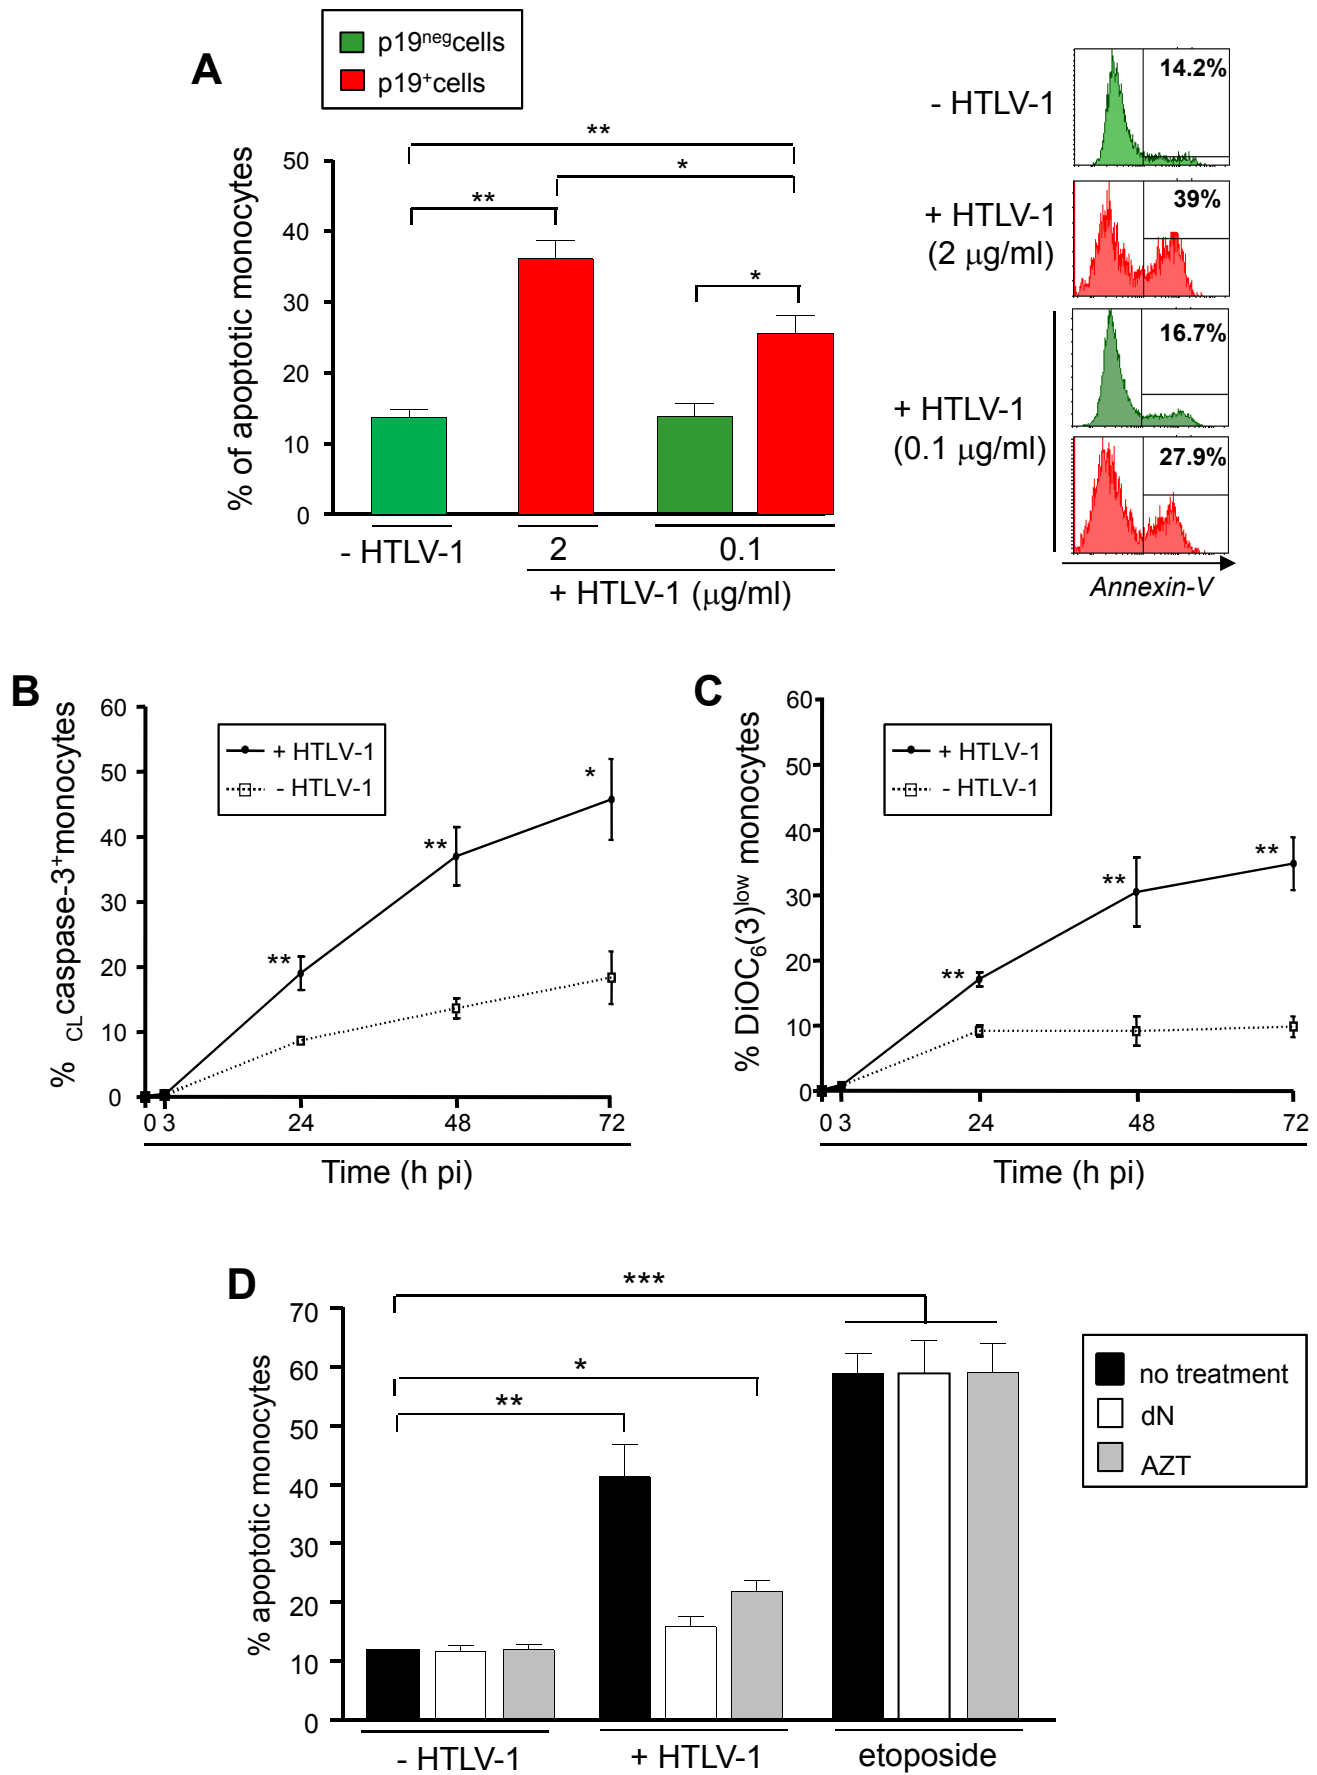 A
p19negcells
p19+cells
% of apoptotic monocytes
50
40
30
20
10
0
**
*
**
*
- HTLV-1
2
0.1
+ HTLV-1 (μg/ml)
- HTLV-1
14.2%
+ HTLV-1
(2 μg/ml)
39%
+ HTLV-1
(0.1 μg/ml)
16.7%
27.9%
Annexin-V
B
% CLcaspase-3+monocytes
60
50
40
30
20
10
0
+ HTLV-1
- HTLV-1
**
**
*
0 3 24 48 72
Time (h pi)
C
% DiOC6(3)low monocytes
60
50
40
30
20
10
0
+ HTLV-1
- HTLV-1
**
**
**
0 3 24 48 72
Time (h pi)
D
% apoptotic monocytes
70
60
50
40
30
20
10
0
***
*
**
no treatment
dN
AZT
- HTLV-1
+ HTLV-1
etoposide